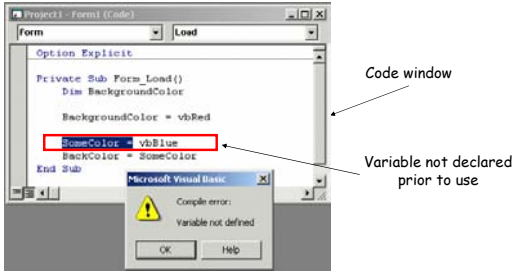 Project1 - Form1 (Code)
Form Load
Option Explicit
Private Sub Form_Load()
Dim BackgroundColor
BackgroundColor = vbRed
SomeColor = vbBlue
BackColor = SomeColor
End Sub
Microsoft Visual Basic
Compile error:
Variable not defined
OK Help
Code window
Variable not declared
prior to use